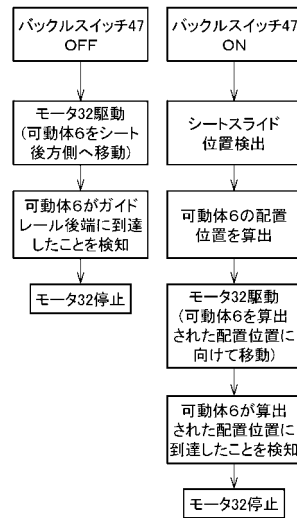 バックルスイッチ47
OFF
モータ32駆動
(可動体6をシート
後方側へ移動)
可動体6がガイド
レール後端に到達
したことを検知
モータ32停止
バックルスイッチ47
ON
シートスライド
位置検出
可動体6の配置
位置を算出
モータ32駆動
(可動体6を算出
された配置位置に
向けて移動)
可動体6が算出
された配置位置に
到達したことを検知
モータ32停止